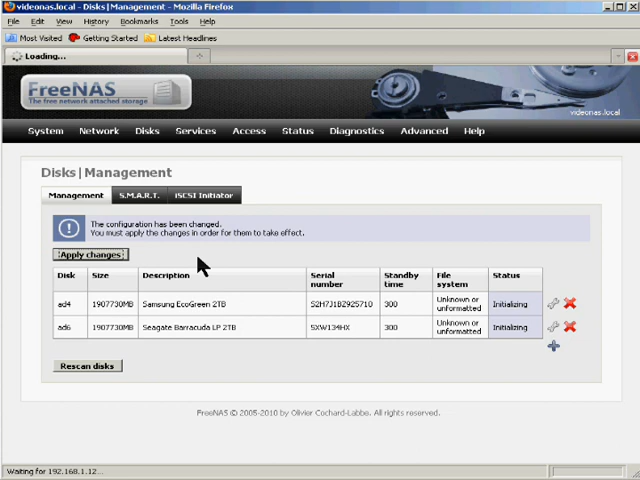 videonas.local - Disks|Management - Mozilla Firefox
File Edit View History Bookmarks Tools Help
Most Visited Getting Started Latest Headlines
Loading...
FreeNAS
The free network attached storage
videonas.local
System Network Disks Services Access Status Diagnostics Advanced Help
Disks|Management
Management S.M.A.R.T. iSCSI Initiator
The configuration has been changed.
You must apply the changes in order for them to take effect.
Apply changes
Disk Size Description Serial number Standby time File system Status
ad4 1907730MB Samsung EcoGreen 2TB S2H7J1BZ925710 300 Unknown or unformatted Initializing
ad6 1907730MB Seagate Barracuda LP 2TB 5XW134HX 300 Unknown or unformatted Initializing
Rescan disks
FreeNAS © 2005-2010 by Olivier Cochard-Labbe. All rights reserved.
Waiting for 192.168.1.12...